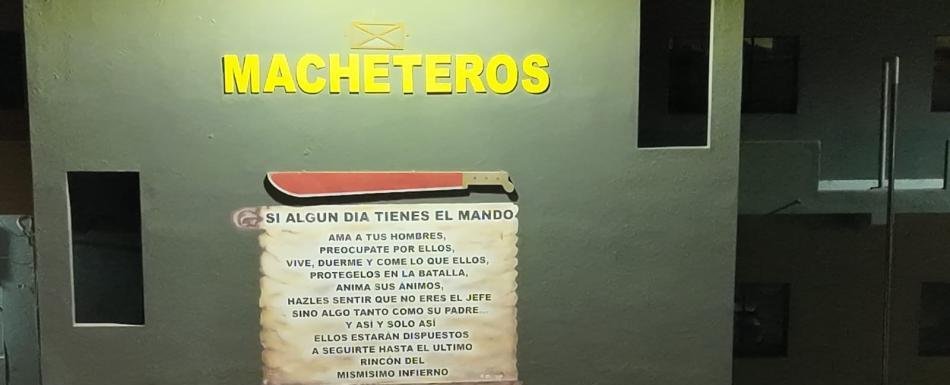 MACHETEROS
SI ALGUN DIA TIENES EL MANDO
AMA A TUS HOMBRES,
PREOCUPATE POR ELLOS,
VIVE, DUERME Y COME LO QUE ELLOS,
PROTEGELOS EN LA BATALLA,
ANIMA SUS ÁNIMOS,
HAZLES SENTIR QUE NO ERES EL JEFE
SINO ALGO TANTO COMO SU PADRE...
Y ASÍ Y SOLO ASÍ
ELLOS ESTARÁN DISPUESTOS
A SEGUIRTE HASTA EL ULTIMO
RINCÓN DEL
MISMISIMO INFIERNO